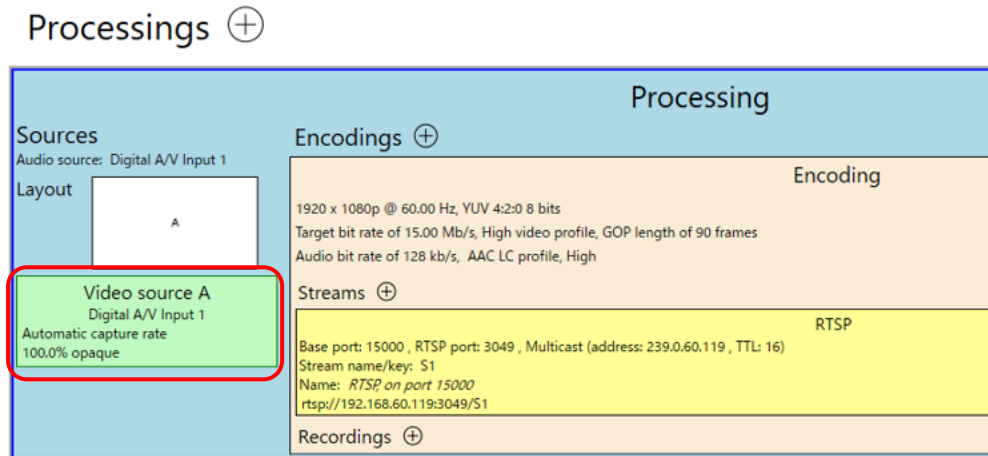 Processings
Processing
Sources
Audio source: Digital A/V Input 1
Layout
A
Video source A
Digital A/V Input 1
Automatic capture rate
100.0% opaque
Encodings
Encoding
1920 x 1080p @ 60.00 Hz, YUV 4:2:0 8 bits
Target bit rate of 15.00 Mb/s, High video profile, GOP length of 90 frames
Audio bit rate of 128 kb/s, AAC LC profile, High
Streams
RTSP
Base port: 15000 , RTSP port: 3049 , Multicast (address: 239.0.60.119 , TTL: 16)
Stream name/key: S1
Name: RTSP, on port 15000
rtsp://192.168.60.119:3049/S1
Recordings